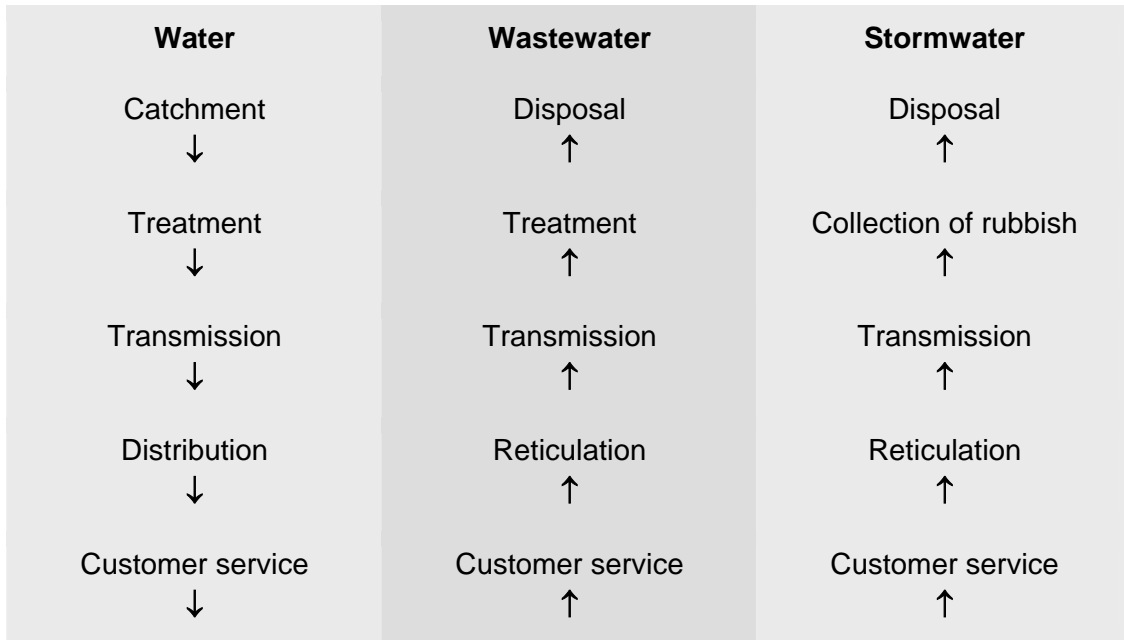 Water Wastewater Stormwater
Catchment Disposal Disposal
↓ ↑ ↑
Treatment Treatment Collection of rubbish
↓ ↑ ↑
Transmission Transmission Transmission
↓ ↑ ↑
Distribution Reticulation Reticulation
↓ ↑ ↑
Customer service Customer service Customer service
↓ ↑ ↑